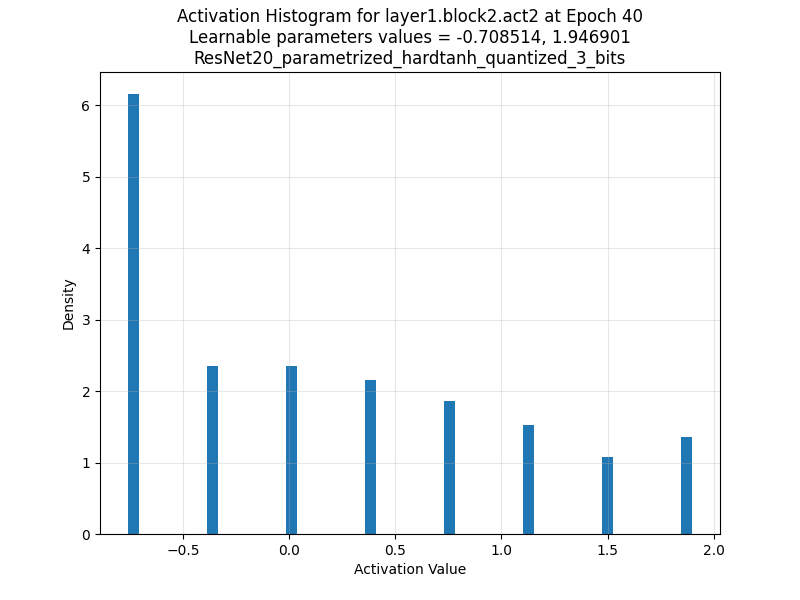 Activation Histogram for layer1.block2.act2 at Epoch 40
Learnable parameters values = -0.708514, 1.946901
ResNet20_parametrized_hardtanh_quantized_3_bits
6
5
4
3
2
1
0
Density
−0.5
0.0
0.5
1.0
1.5
2.0
Activation Value